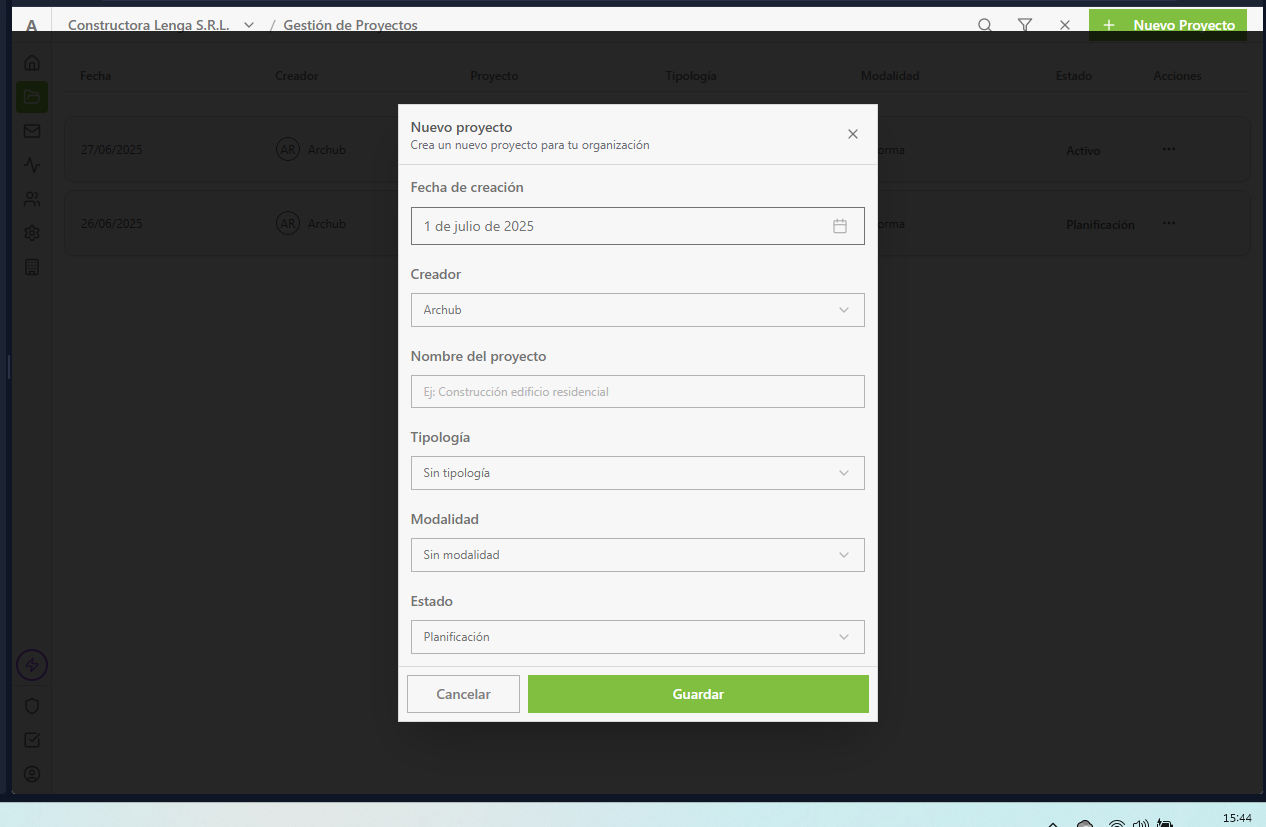 A Constructora Lenga S.R.L. / Gestión de Proyectos + Nuevo Proyecto
Fecha Creador Proyecto Tipología Modalidad Estado Acciones
27/06/2025 AR Archub orma Activo ...
26/06/2025 AR Archub orma Planificación ...
Nuevo proyecto
Crea un nuevo proyecto para tu organización
Fecha de creación
1 de julio de 2025
Creador
Archub
Nombre del proyecto
Ej: Construcción edificio residencial
Tipología
Sin tipología
Modalidad
Sin modalidad
Estado
Planificación
Cancelar Guardar
15:44